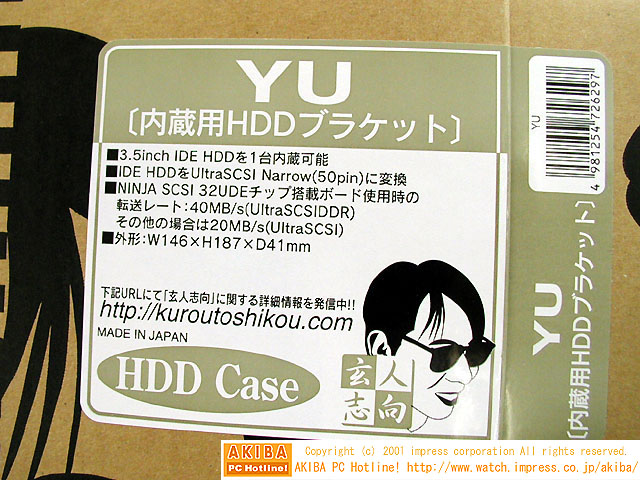 YU
〔内蔵用HDDブラケット〕
■3.5inch IDE HDDを1台内蔵可能
■IDE HDDをUltraSCSI Narrow(50pin)に変換
■NINJA SCSI 32UDEチップ搭載ボード使用時の
転送レート:40MB/s(UltraSCSIDDR)
その他の場合は20MB/s(UltraSCSI)
■外形:W146×H187×D41mm
下記URLにて「玄人志向」に関する詳細情報を発信中!!
http://kuroutoshikou.com
MADE IN JAPAN
HDD Case
玄人
志向
YU
4 981254 726297
YU
〔内蔵用HDDブラケット〕
AKIBA
PC Hotline!
Copyright (c) 2001 impress corporation All rights reserved.
AKIBA PC Hotline! http://www.watch.impress.co.jp/akiba/